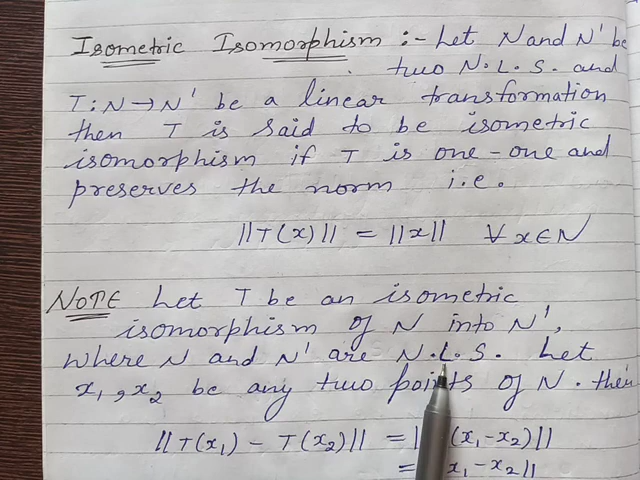 Isometric Isomorphism :- Let N and N' be
two N.L.S. and
T:N→N' be a linear transformation
then T is said to be isometric
isomorphism if T is one-one and
preserves the norm i.e.
||T(x)|| = ||x|| ∀ x∈N
NOTE Let T be an isometric
isomorphism of N into N',
where N and N' are N.L.S. Let
x₁, x₂ be any two points of N. then
||T(x₁) - T(x₂)|| = || (x₁-x₂)||
= x₁-x₂||